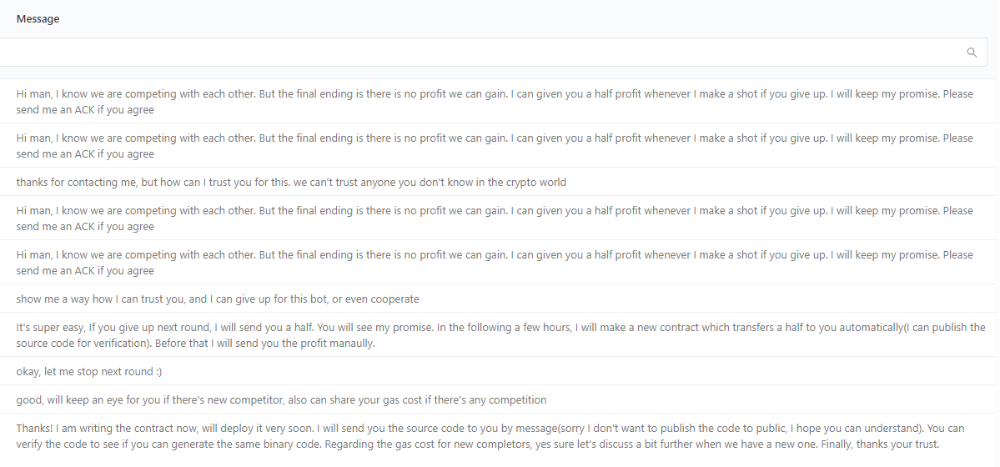 Message
Hi man, I know we are competing with each other. But the final ending is there is no profit we can gain. I can given you a half profit whenever I make a shot if you give up. I will keep my promise. Please
send me an ACK if you agree
Hi man, I know we are competing with each other. But the final ending is there is no profit we can gain. I can given you a half profit whenever I make a shot if you give up. I will keep my promise. Please
send me an ACK if you agree
thanks for contacting me, but how can I trust you for this. we can't trust anyone you don't know in the crypto world
Hi man, I know we are competing with each other. But the final ending is there is no profit we can gain. I can given you a half profit whenever I make a shot if you give up. I will keep my promise. Please
send me an ACK if you agree
Hi man, I know we are competing with each other. But the final ending is there is no profit we can gain. I can given you a half profit whenever I make a shot if you give up. I will keep my promise. Please
send me an ACK if you agree
show me a way how I can trust you, and I can give up for this bot, or even cooperate
It's super easy, If you give up next round, I will send you a half. You will see my promise. In the following a few hours, I will make a new contract which transfers a half to you automatically(I can publish the
source code for verification). Before that I will send you the profit manaully.
okay, let me stop next round :)
good, will keep an eye for you if there's new competitor, also can share your gas cost if there's any competition
Thanks! I am writing the contract now, will deploy it very soon. I will send you the source code to you by message(sorry I don't want to publish the code to public, I hope you can understand). You can
verify the code to see if you can generate the same binary code. Regarding the gas cost for new completors, yes sure let's discuss a bit further when we have a new one. Finally, thanks your trust.